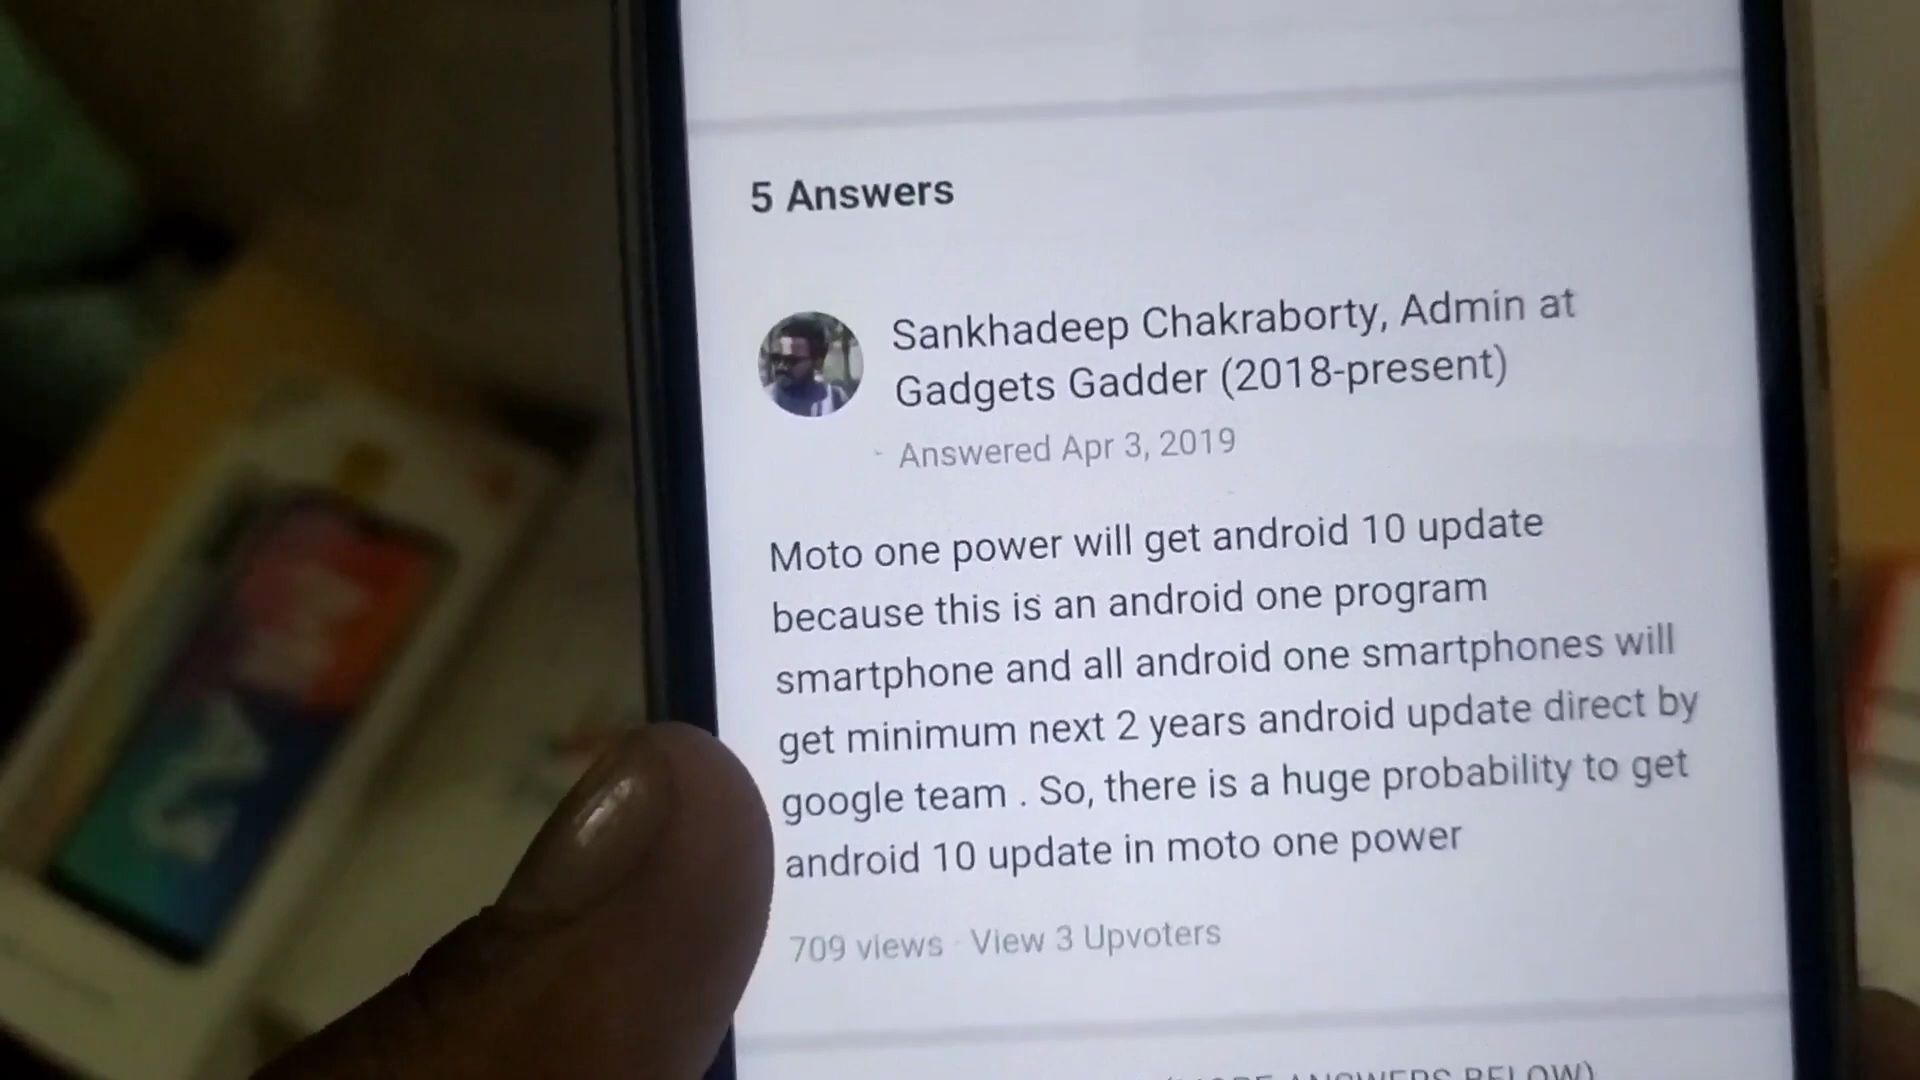 5 Answers
Sankhadeep Chakraborty, Admin at
Gadgets Gadder (2018-present)
Answered Apr 3, 2019
Moto one power will get android 10 update
because this is an android one program
smartphone and all android one smartphones will
get minimum next 2 years android update direct by
google team . So, there is a huge probability to get
android 10 update in moto one power
709 views · View 3 Upvoters
(MORE ANSWERS BELOW)